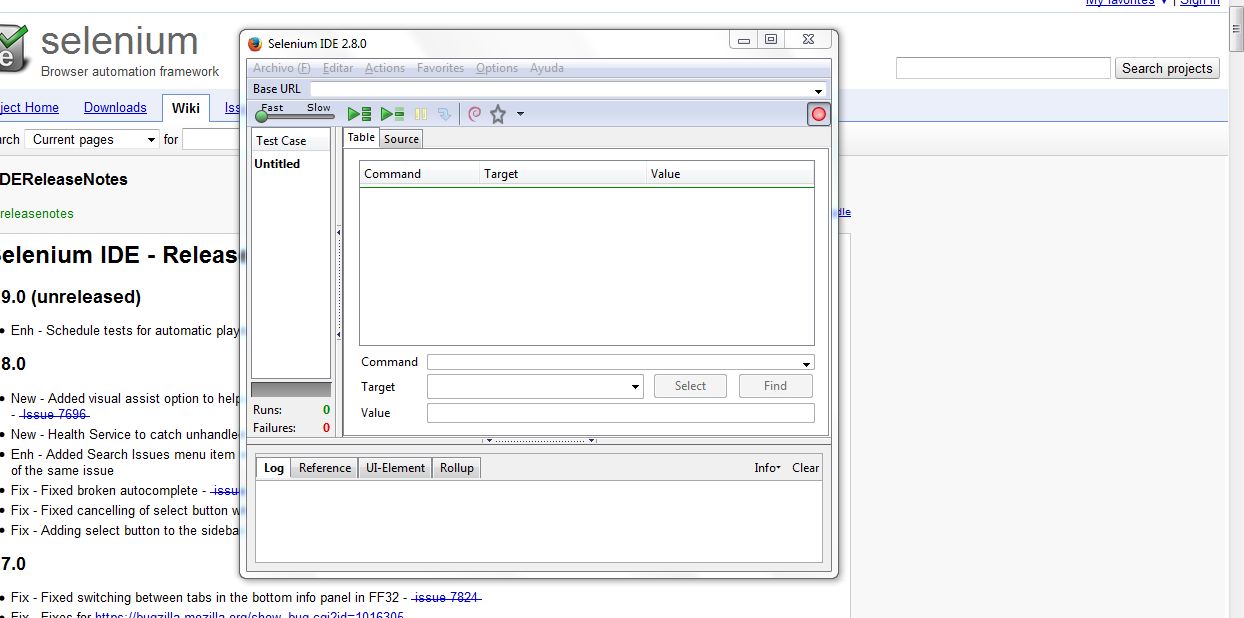 My favorites ▼ | Sign in
selenium
Browser automation framework
Search projects
ject Home Downloads Wiki Iss
rch Current pages for
DEReleaseNotes
releasenotes
dle
elenium IDE - Releas
9.0 (unreleased)
• Enh - Schedule tests for automatic play
8.0
• New - Added visual assist option to help
- Issue 7696
• New - Health Service to catch unhandle
• Enh - Added Search Issues menu item
of the same issue
• Fix - Fixed broken autocomplete - issu
• Fix - Fixed cancelling of select button w
• Fix - Adding select button to the sideba
7.0
• Fix - Fixed switching between tabs in the bottom info panel in FF32 - issue 7824
• Fix - Fixes for https://bugzilla.mozilla.org/show_bug.cgi?id=1016305
Selenium IDE 2.8.0
Archivo (F) Editar Actions Favorites Options Ayuda
Base URL
Fast Slow
Test Case
Untitled
Table Source
Command Target Value
Command
Target Select Find
Value
Runs: 0
Failures: 0
Log Reference UI-Element Rollup Info Clear